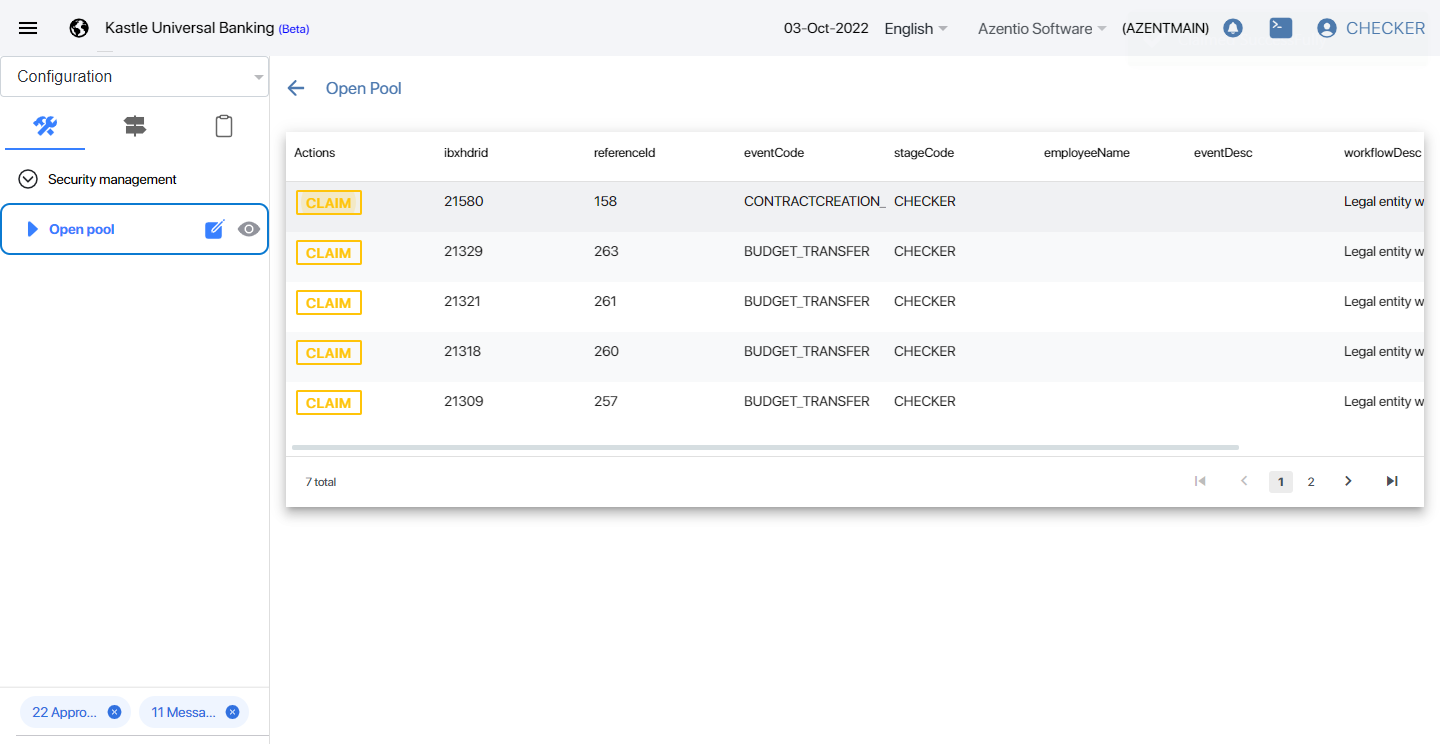 Kastle Universal Banking (Beta)
03-Oct-2022 English Azentio Software (AZENTMAIN) CHECKER
Configuration
Security management
Open pool
Open Pool
Actions ibxhdrid referenceId eventCode stageCode employeeName eventDesc workflowDesc
CLAIM 21580 158 CONTRACTCREATION_ CHECKER Legal entity w
CLAIM 21329 263 BUDGET_TRANSFER CHECKER Legal entity w
CLAIM 21321 261 BUDGET_TRANSFER CHECKER Legal entity w
CLAIM 21318 260 BUDGET_TRANSFER CHECKER Legal entity w
CLAIM 21309 257 BUDGET_TRANSFER CHECKER Legal entity w
7 total 1 2
22 Appro... 11 Messa...